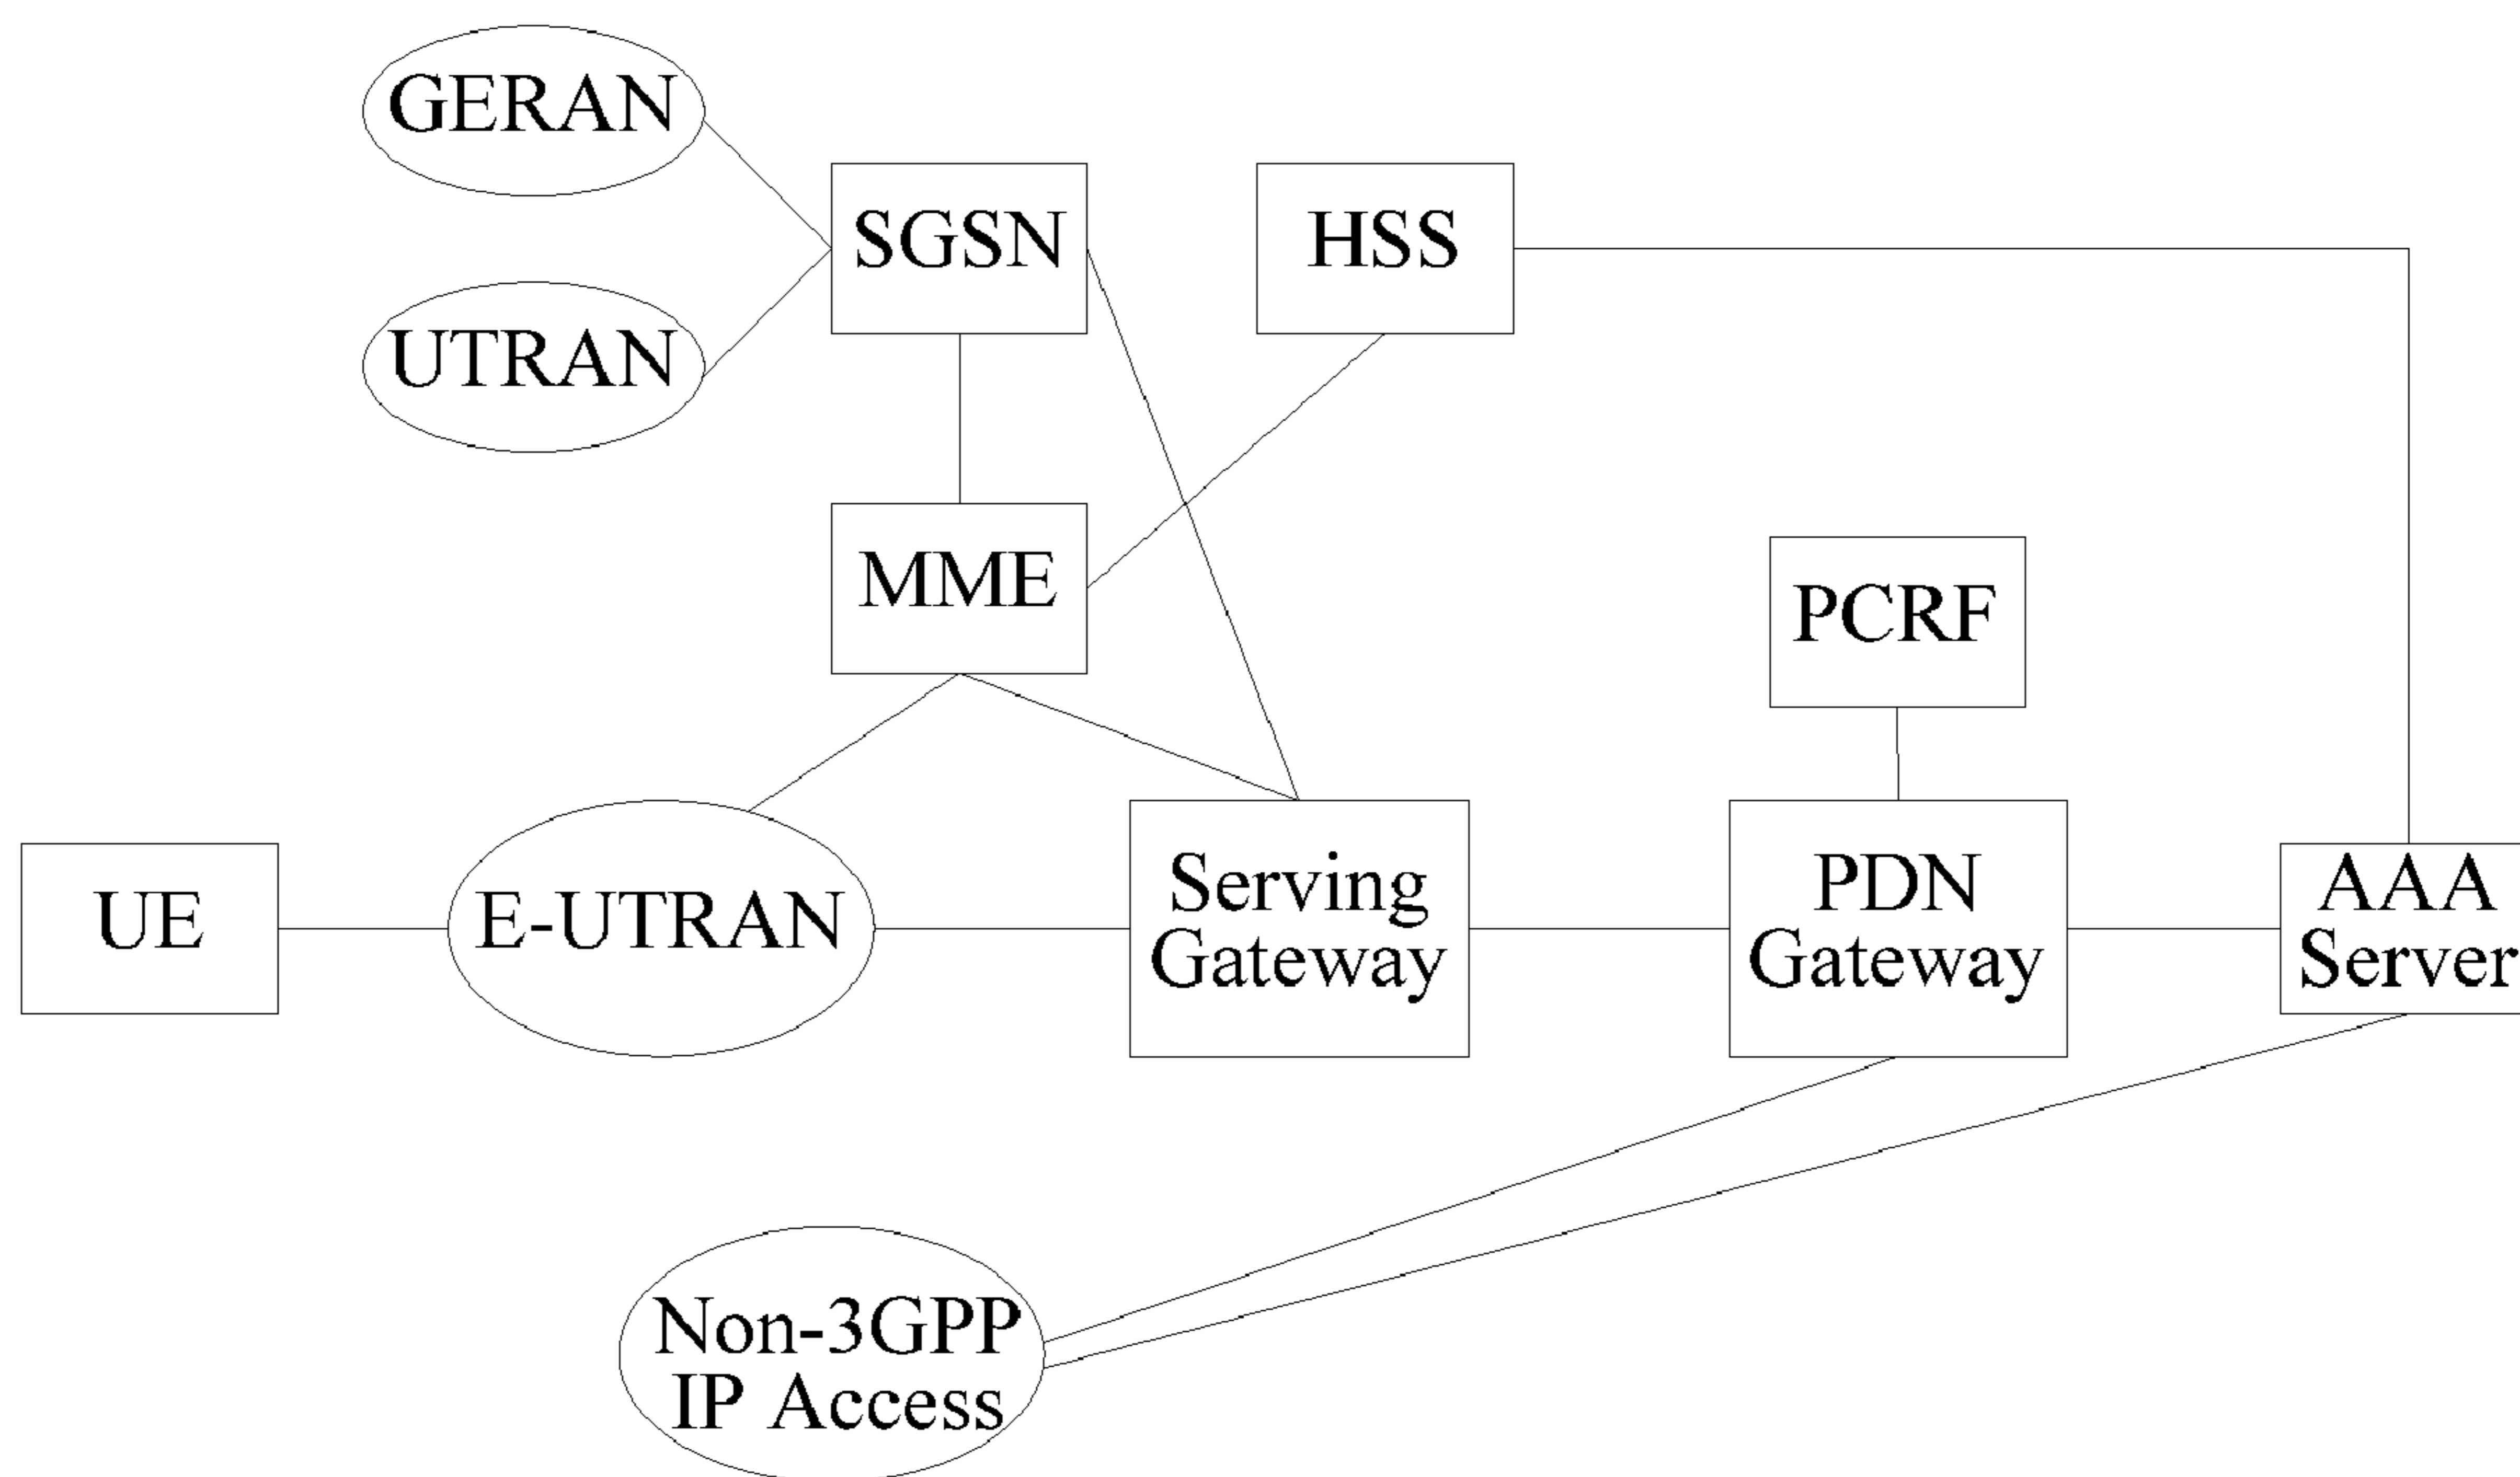 GERAN
SGSN
HSS
UTRAN
MME
PCRF
UE
E-UTRAN
Serving
Gateway
PDN
Gateway
AAA
Server
Non-3GPP
IP Access